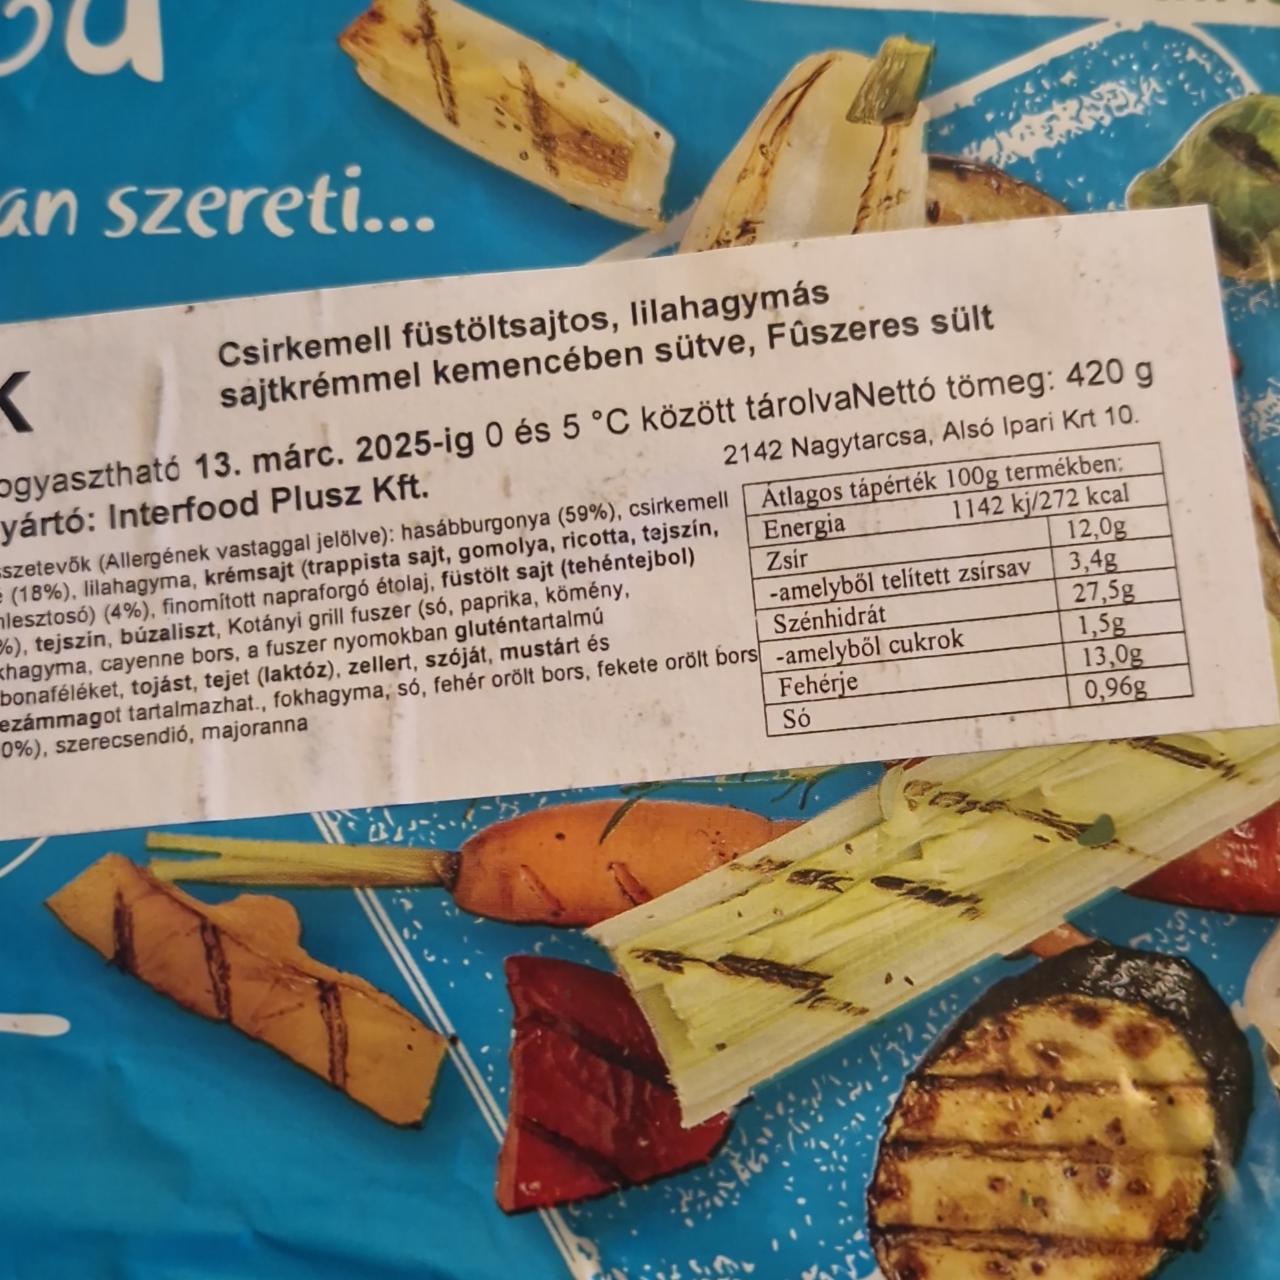 an szereti...
K
Csirkemell füstöltsajtos, lilahagymás
sajtkrémmel kemencében sütve, Fûszeres sült
ogyasztható 13. márc. 2025-ig 0 és 5 °C között tárolvaNettó tömeg: 420 g
yártó: Interfood Plusz Kft.
2142 Nagytarcsa, Alsó Ipari Krt 10.
szetevők (Allergének vastaggal jelölve): hasábburgonya (59%), csirkemell
(18%), lilahagyma, krémsajt (trappista sajt, gomolya, ricotta, tejszín,
lesztosó) (4%), finomított napraforgó étolaj, füstölt sajt (tehéntejbol)
%), tejszín, búzaliszt, Kotányi grill fuszer (só, paprika, kömény,
khagyma, cayenne bors, a fuszer nyomokban gluténtartalmú
bonaféléket, tojást, tejet (laktóz), zellert, szóját, mustárt és
ezámmagot tartalmazhat., fokhagyma, só, fehér orölt bors, fekete orölt bors
0%), szerecsendió, majoranna
Átlagos tápérték 100g termékben:
Energia 1142 kj/272 kcal
Zsír 12,0g
-amelyből telített zsírsav 3,4g
Szénhidrát 27,5g
-amelyből cukrok 1,5g
Fehérje 13,0g
Só 0,96g